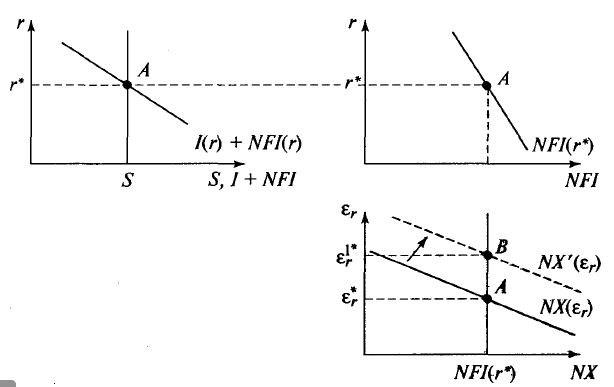 r
A
r*
I(r) + NFI(r)
S
S, I + NFI
r
r*
A
NFI(r*)
NFI
εᵣ
εᵣ¹*
B
NX′(εᵣ)
εᵣ*
A
NX(εᵣ)
NFI(r*)
NX